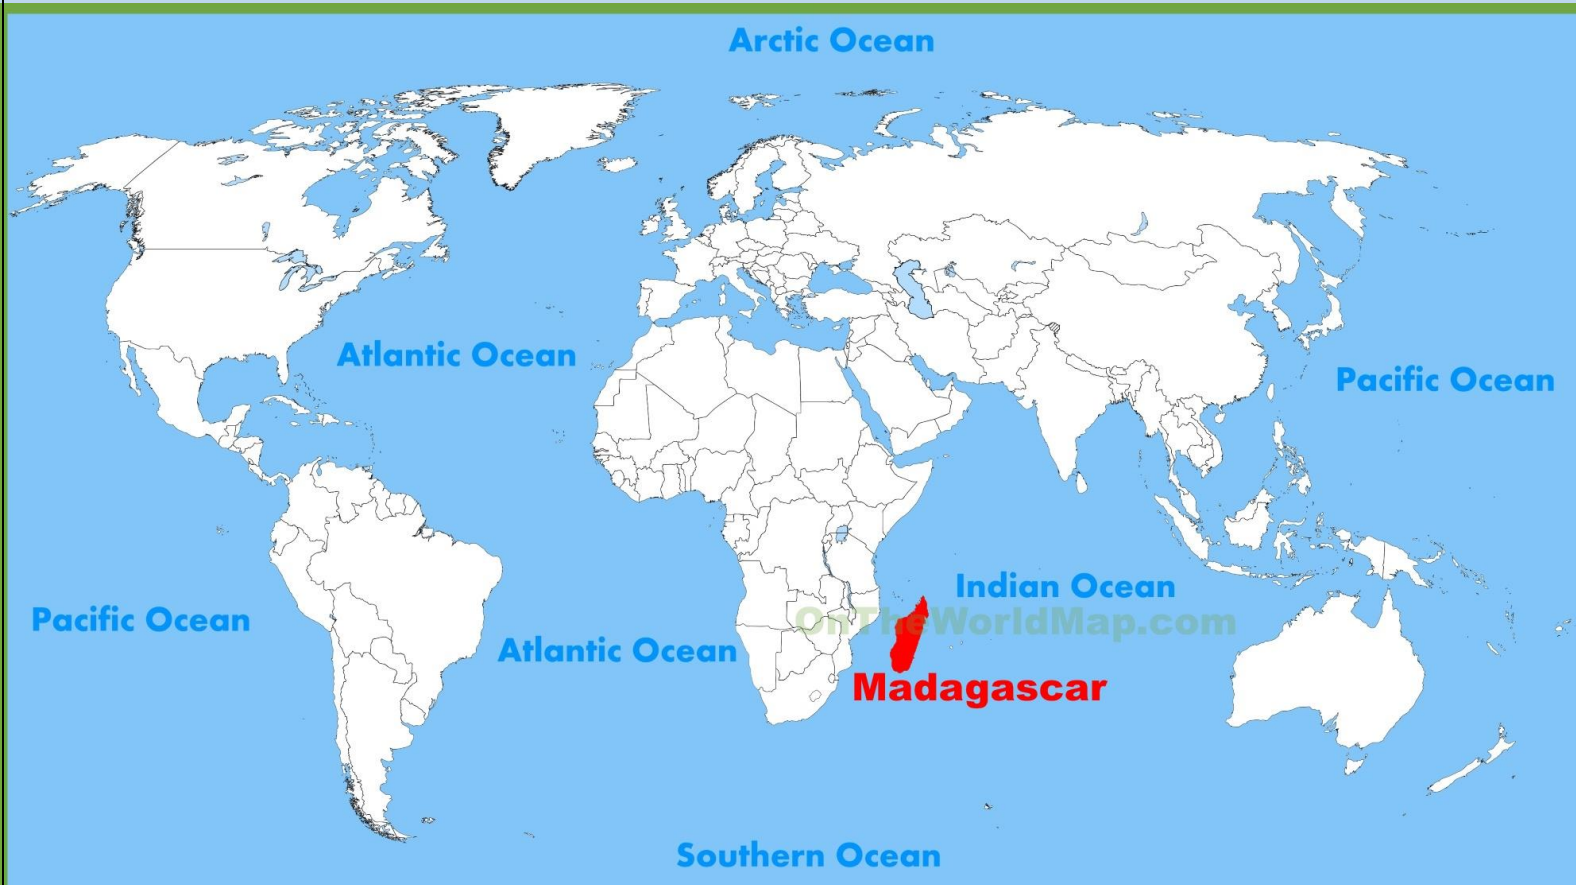 Arctic Ocean
Atlantic Ocean
Pacific Ocean
Indian Ocean
Pacific Ocean
OnTheWorldMap.com
Atlantic Ocean
Madagascar
Southern Ocean